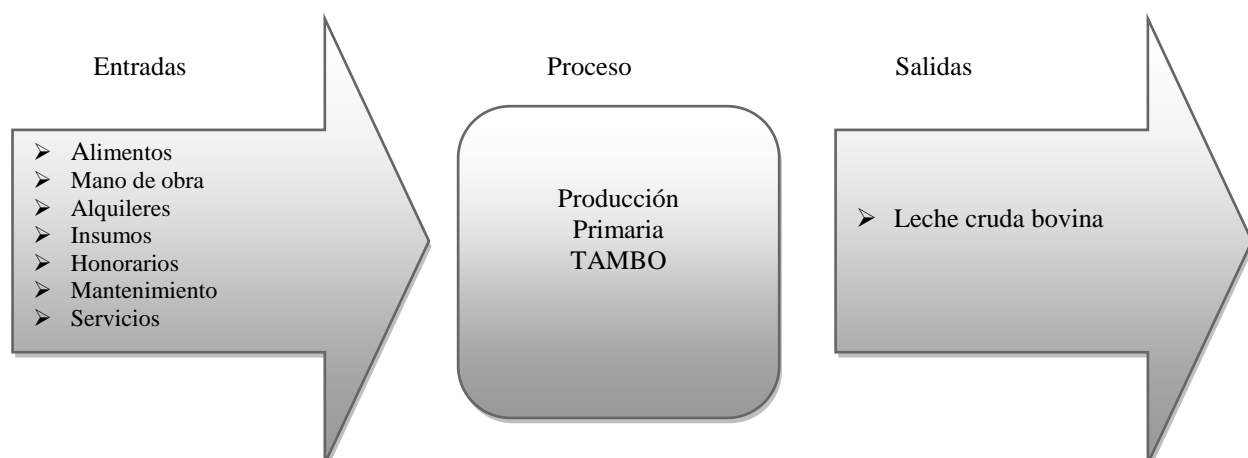 Entradas
Proceso
Salidas
➢ Alimentos
➢ Mano de obra
➢ Alquileres
➢ Insumos
➢ Honorarios
➢ Mantenimiento
➢ Servicios
Producción
Primaria
TAMBO
➢ Leche cruda bovina